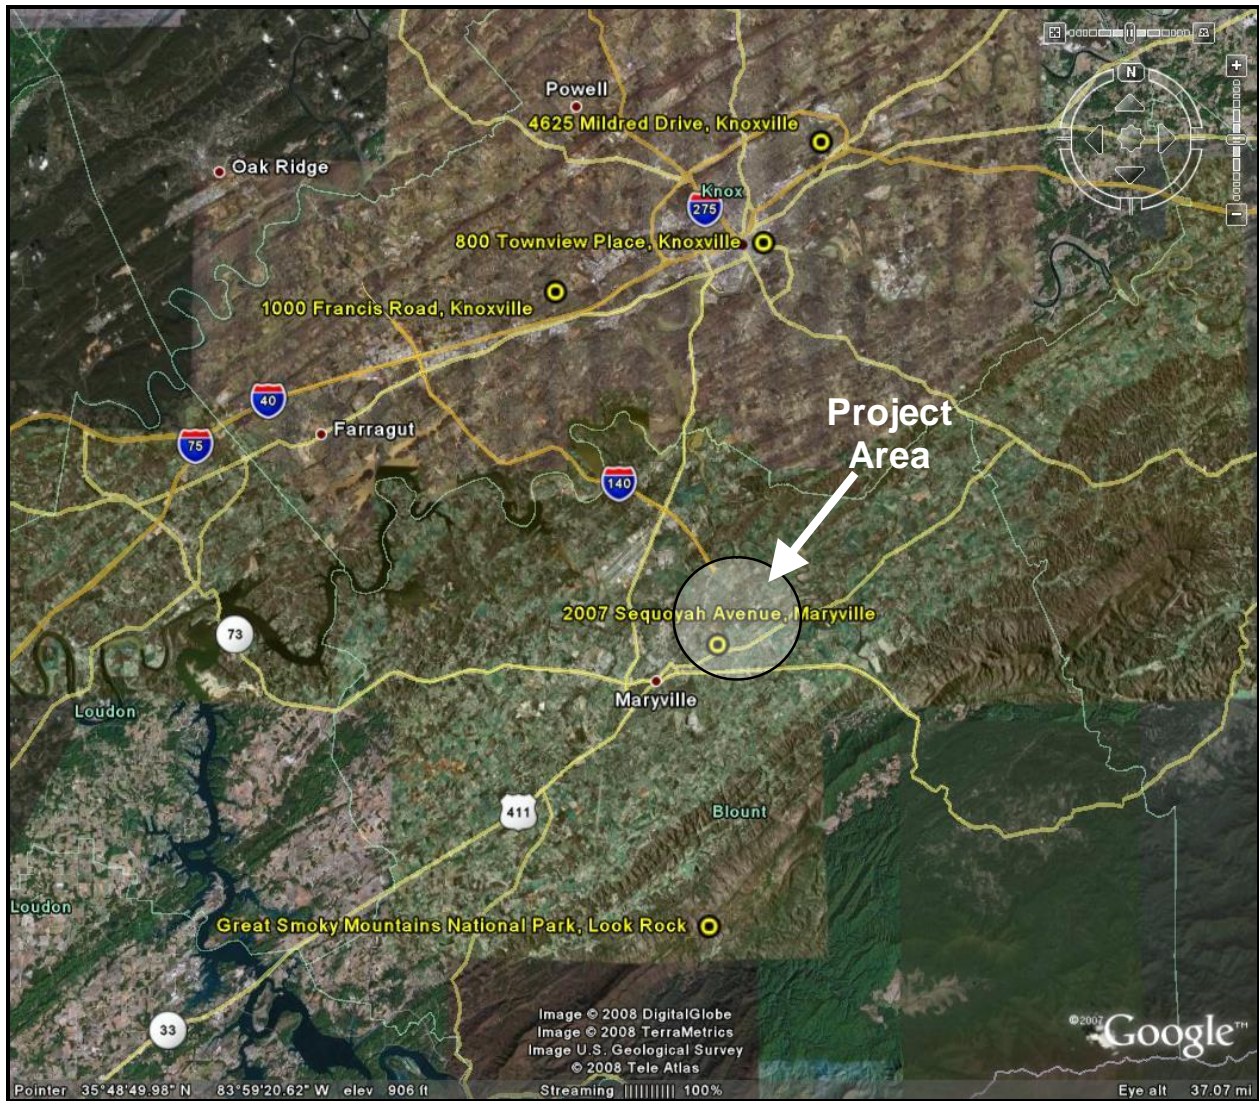 N
Powell
4625 Mildred Drive, Knoxville
Oak Ridge
Knox
275
800 Townview Place, Knoxville
1000 Francis Road, Knoxville
40
Farragut
75
Project
Area
140
2007 Sequoyah Avenue, Maryville
73
Maryville
Loudon
411
Blount
Loudon
Great Smoky Mountains National Park, Look Rock
33
Image © 2008 DigitalGlobe
Image © 2008 TerraMetrics
Image U.S. Geological Survey
© 2008 Tele Atlas
©2007 Google™
Pointer 35°48'49.98" N 83°59'20.62" W elev 906 ft Streaming ||||||||| 100% Eye alt 37.07 mi